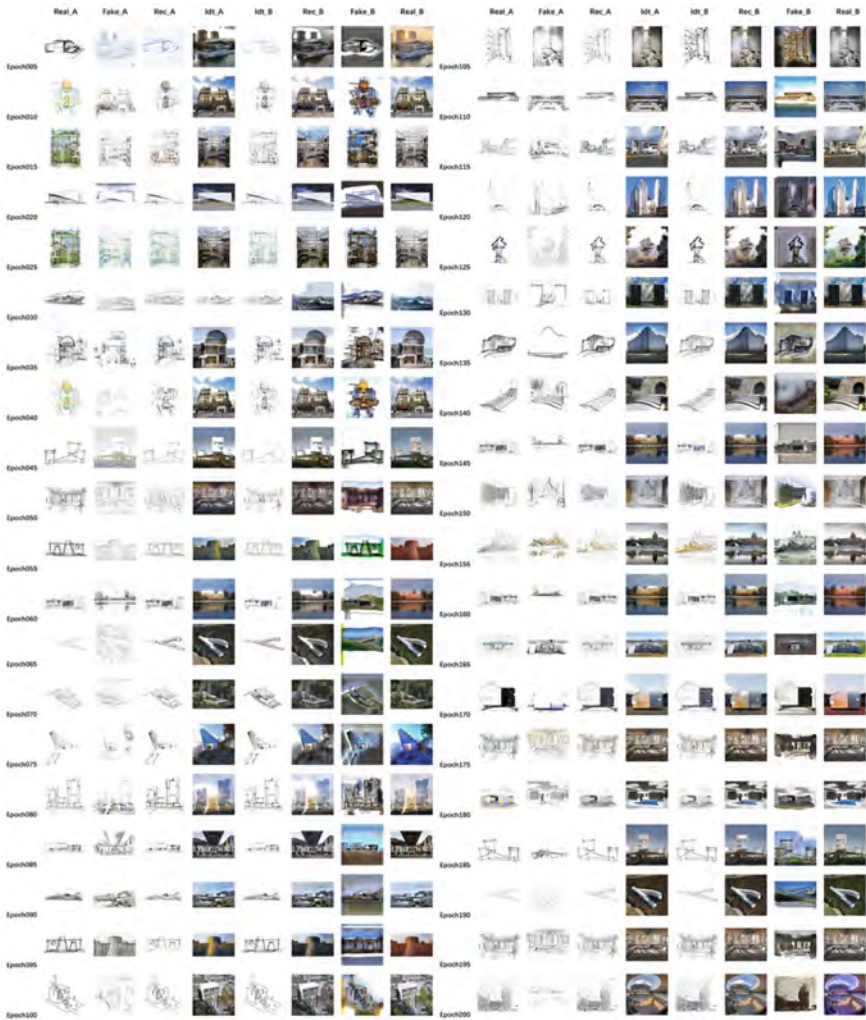 Real_A Fake_A Rec_A Idt_A Idt_B Rec_B Fake_B Real_B
Epoch005
Epoch010
Epoch015
Epoch020
Epoch025
Epoch030
Epoch035
Epoch040
Epoch045
Epoch050
Epoch055
Epoch060
Epoch065
Epoch070
Epoch075
Epoch080
Epoch085
Epoch090
Epoch095
Epoch100
Real_A Fake_A Rec_A Idt_A Idt_B Rec_B Fake_B Real_B
Epoch105
Epoch110
Epoch115
Epoch120
Epoch125
Epoch130
Epoch135
Epoch140
Epoch145
Epoch150
Epoch155
Epoch160
Epoch165
Epoch170
Epoch175
Epoch180
Epoch185
Epoch190
Epoch195
Epoch200